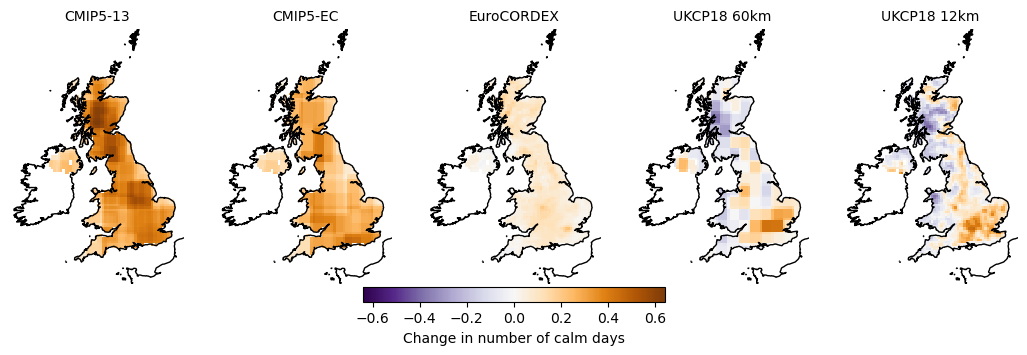 CMIP5-13 CMIP5-EC EuroCORDEX UKCP18 60km UKCP18 12km
−0.6 −0.4 −0.2 0.0 0.2 0.4 0.6
Change in number of calm days